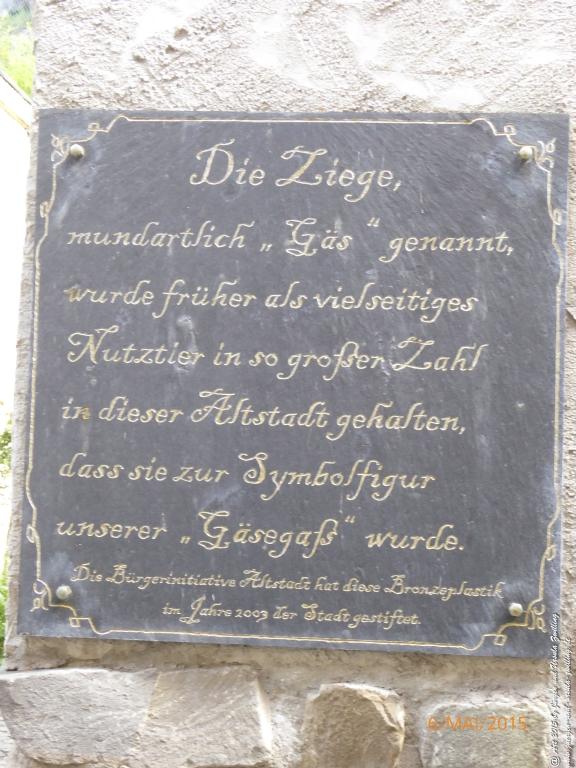 Die Ziege,
mundartlich „Gäs“ genannt,
wurde früher als vielseitiges
Nutztier in so großer Zahl
in dieser Altstadt gehalten,
dass sie zur Symbolfigur
unserer „Gäsegaß“ wurde.
Die Bürgerinitiative Altstadt hat diese Bronzeplastik
im Jahre 2003 der Stadt gestiftet.
6 MAI 2015